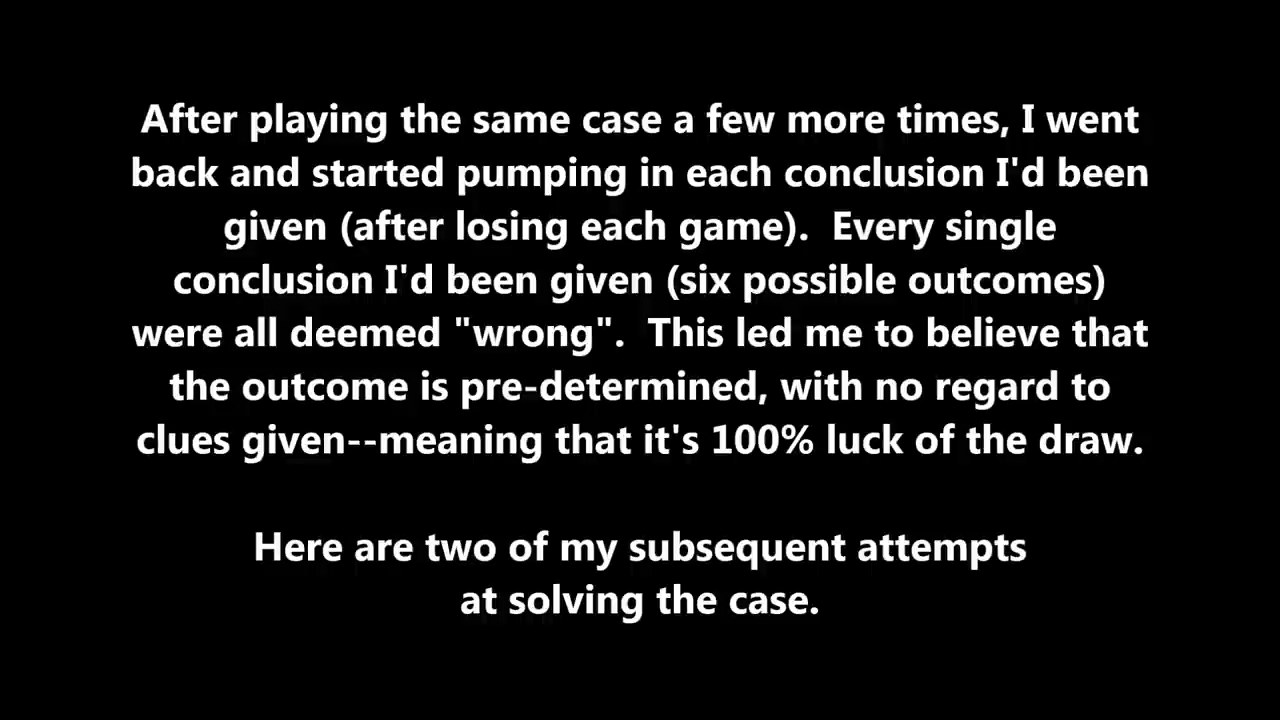 After playing the same case a few more times, I went
back and started pumping in each conclusion I'd been
given (after losing each game).  Every single
conclusion I'd been given (six possible outcomes)
were all deemed "wrong".  This led me to believe that
the outcome is pre-determined, with no regard to
clues given--meaning that it's 100% luck of the draw.
Here are two of my subsequent attempts
at solving the case.